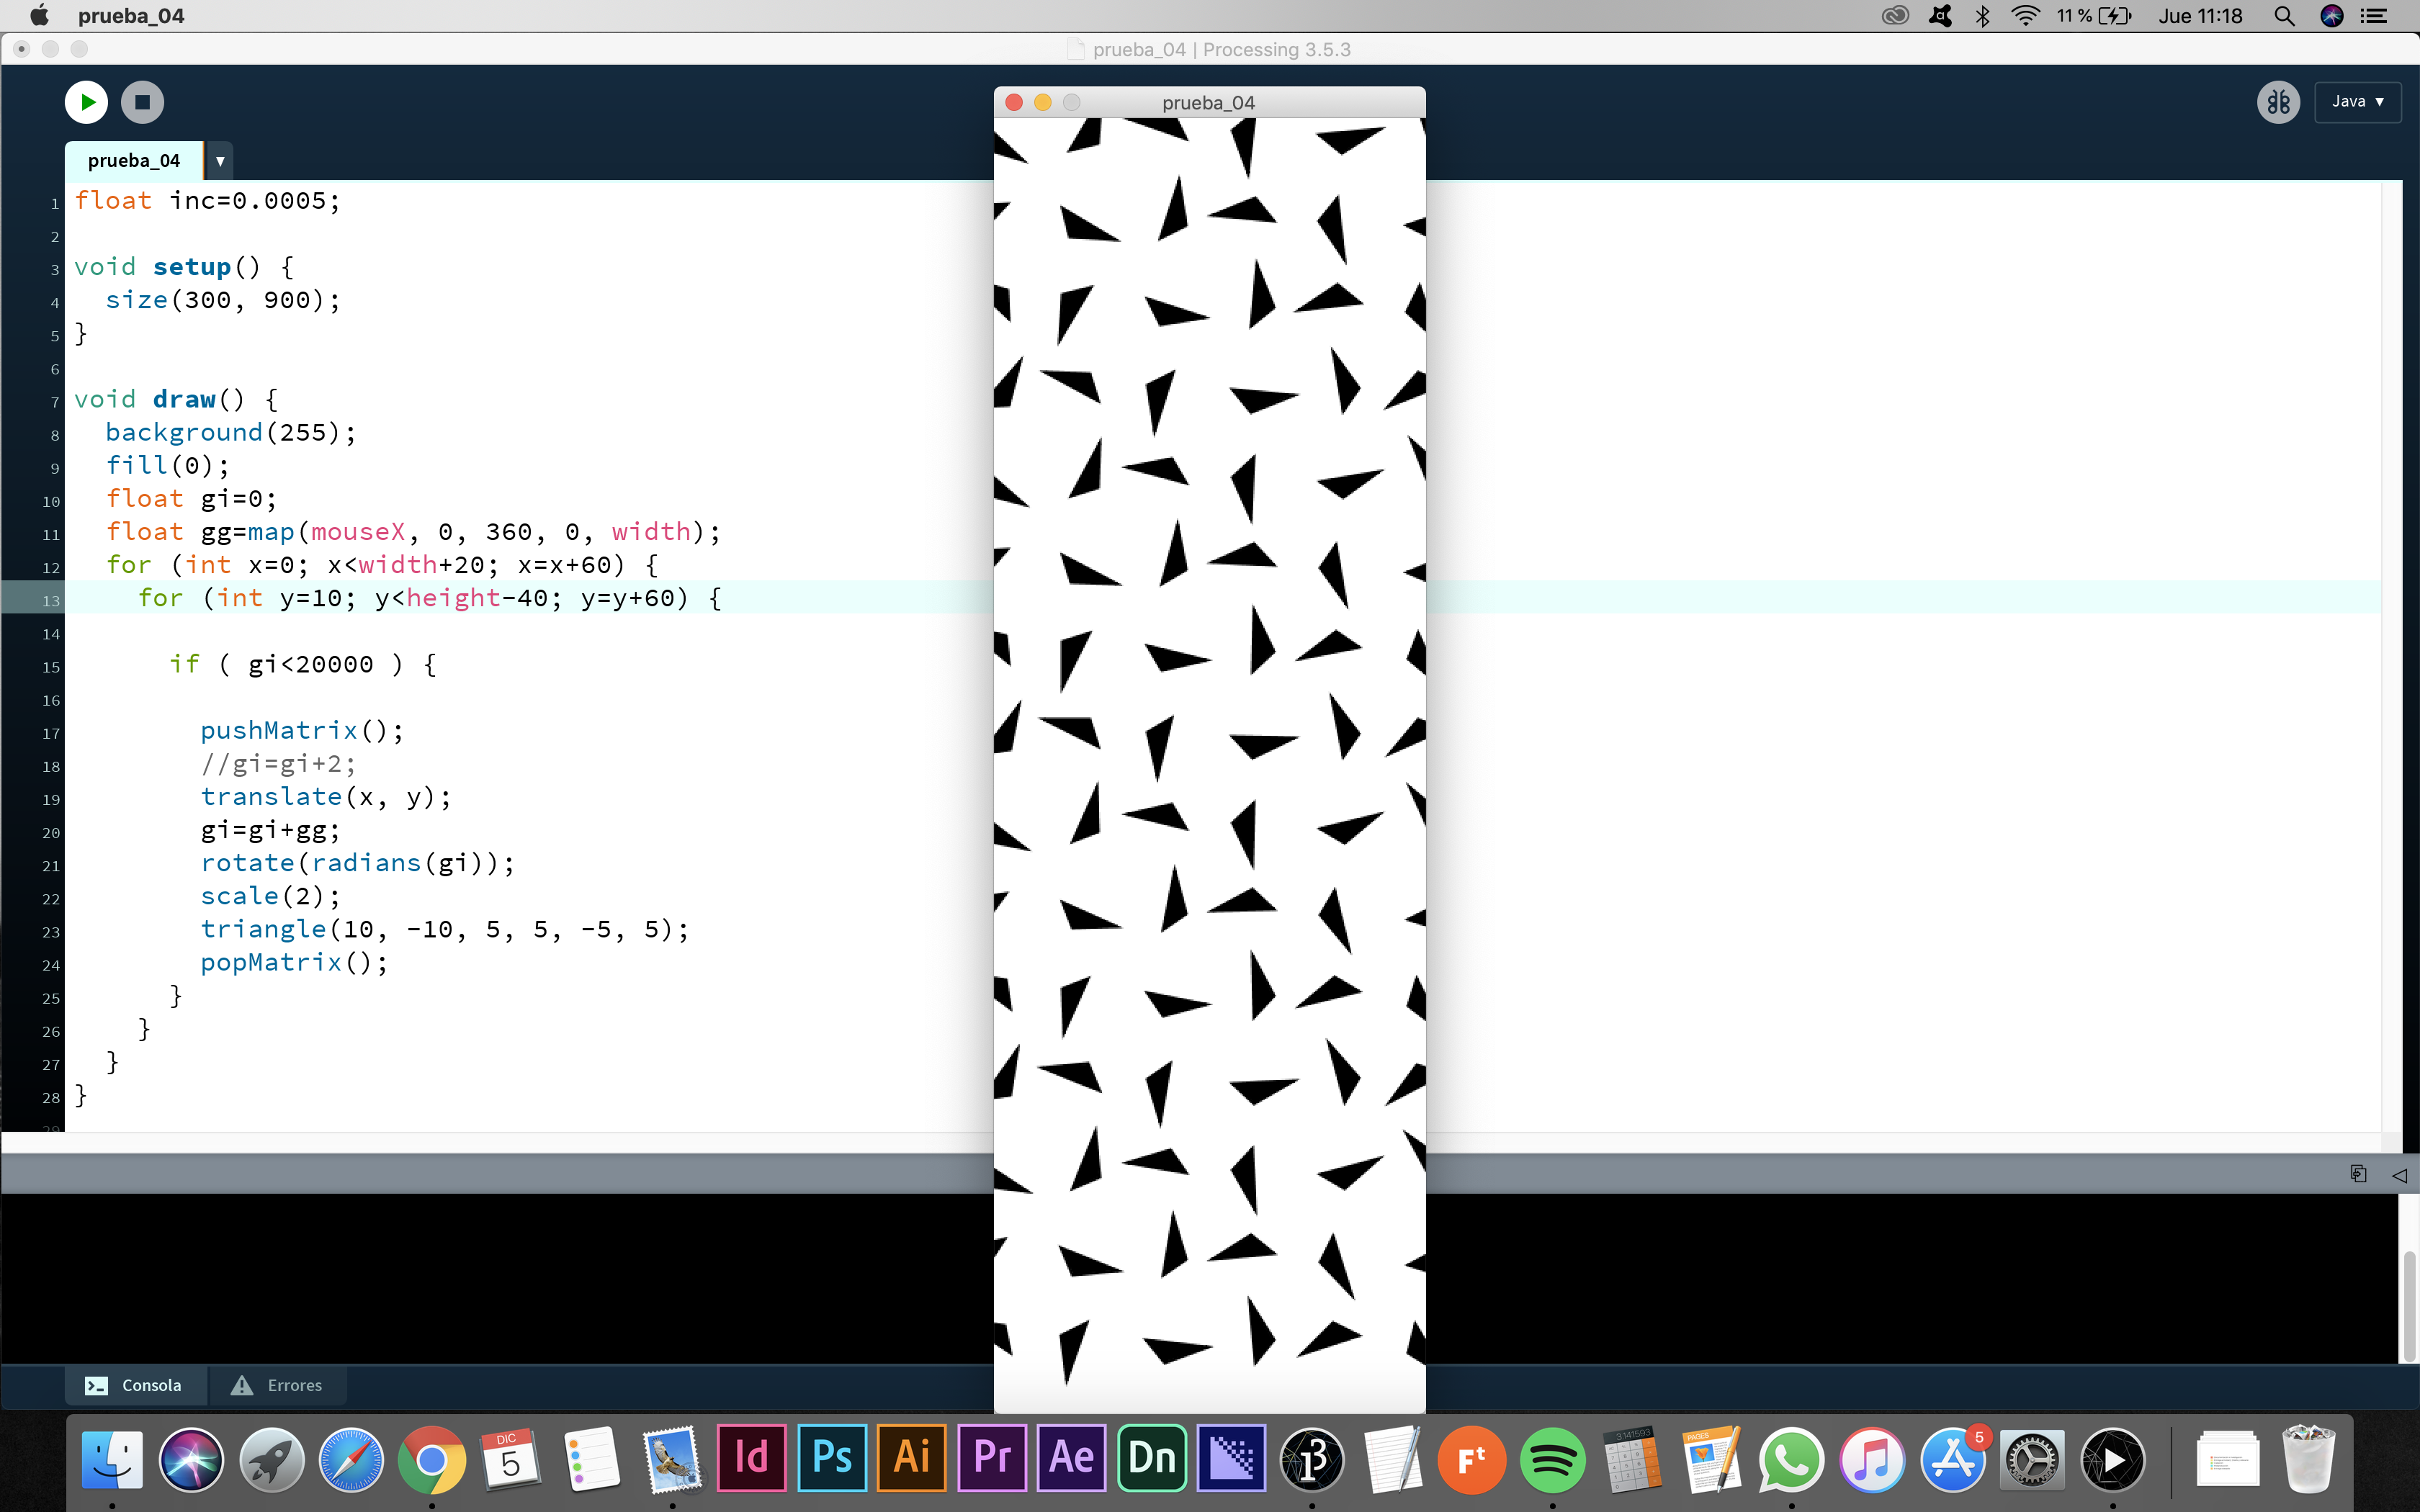 prueba_04
11 %
Jue 11:18
prueba_04 | Processing 3.5.3
Java
prueba_04
prueba_04
1 float inc=0.0005;
2
3 void setup() {
4   size(300, 900);
5 }
6
7 void draw() {
8   background(255);
9   fill(0);
10   float gi=0;
11   float gg=map(mouseX, 0, 360, 0, width);
12   for (int x=0; x<width+20; x=x+60) {
13     for (int y=10; y<height-40; y=y+60) {
14
15       if ( gi<20000 ) {
16
17         pushMatrix();
18         //gi=gi+2;
19         translate(x, y);
20         gi=gi+gg;
21         rotate(radians(gi));
22         scale(2);
23         triangle(10, -10, 5, 5, -5, 5);
24         popMatrix();
25       }
26     }
27   }
28 }
29
Consola
Errores
DIC
5
Id
Ps
Ai
Pr
Ae
Dn
3
Ft
3.141593
PAGES
5